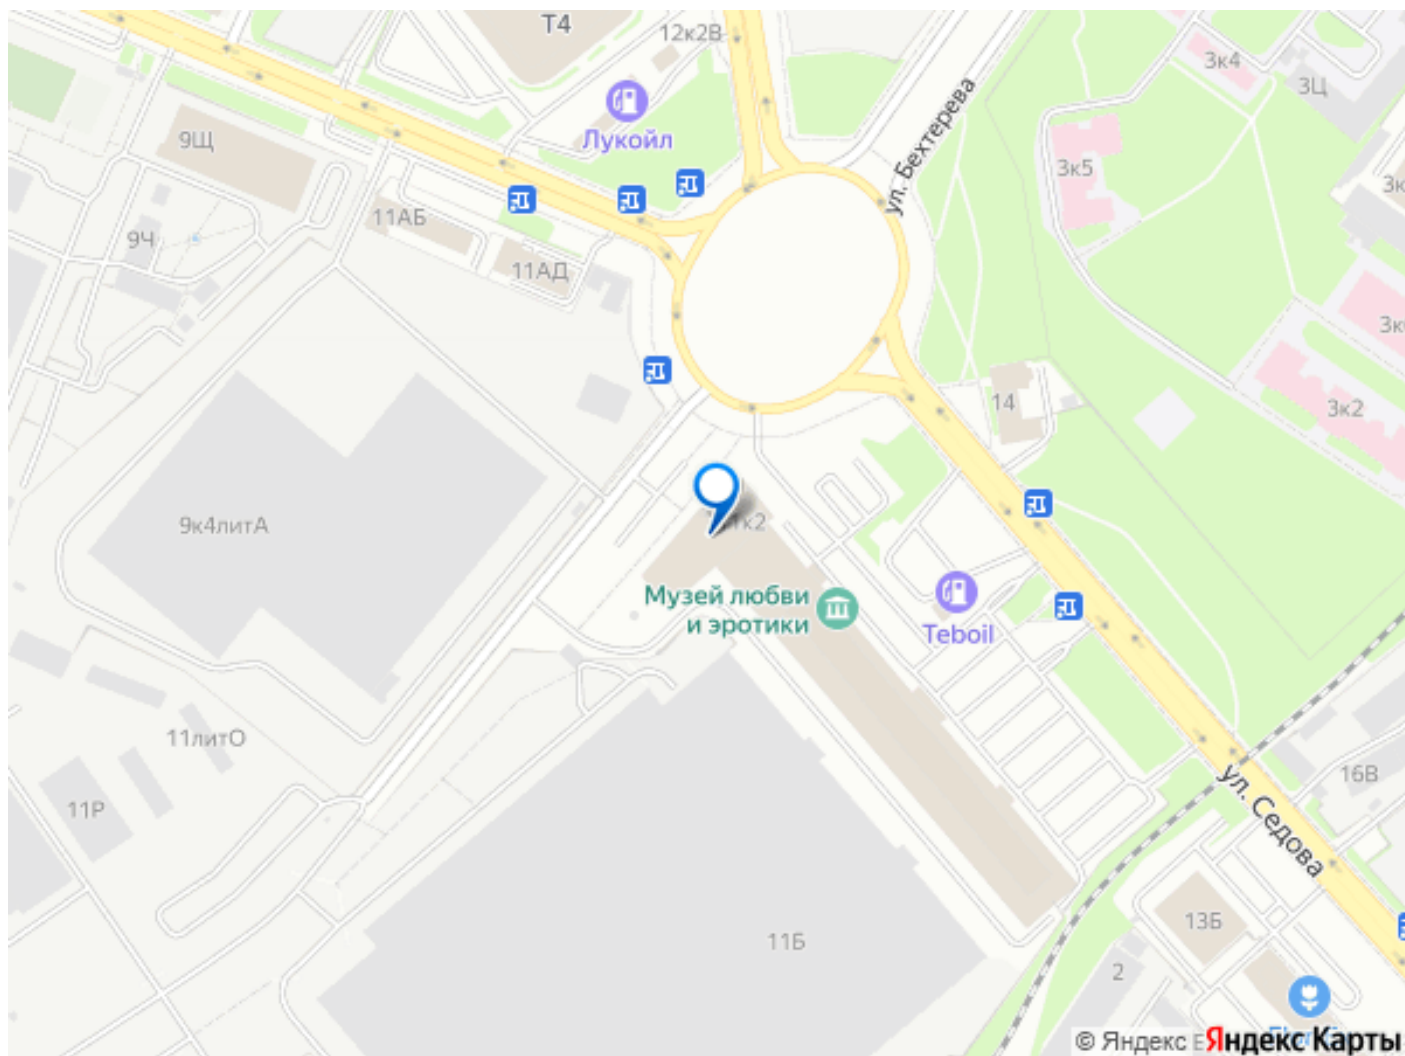 T4
12к2В
Лукойл
ул. Бехтерева
3к4
3Ц
3к5
9Щ
11АБ
9Ч
11АД
3к2
14
9к4литА
Музей любви
и эротики
Teboil
11литО
11Р
ул. Седова
16В
11Б
13Б
2
© Яндекс
Яндекс Карты